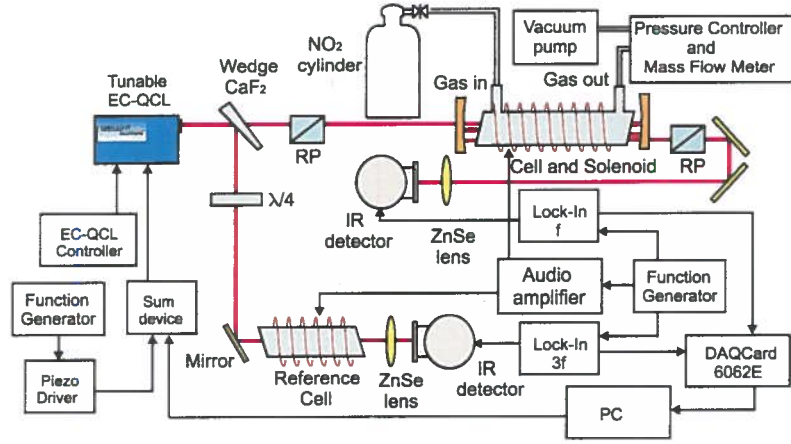 NO₂
cylinder
Vacuum
pump
Pressure Controller
and
Mass Flow Meter
Tunable
EC-QCL
Wedge
CaF₂
Gas in
Gas out
RP
Cell and Solenoid
RP
λ/4
IR
detector
ZnSe
lens
Lock-In
f
EC-QCL
Controller
Function
Generator
Sum
device
Audio
amplifier
Function
Generator
Mirror
Reference
Cell
ZnSe
lens
IR
detector
Lock-In
3f
DAQCard
6062E
Piezo
Driver
PC